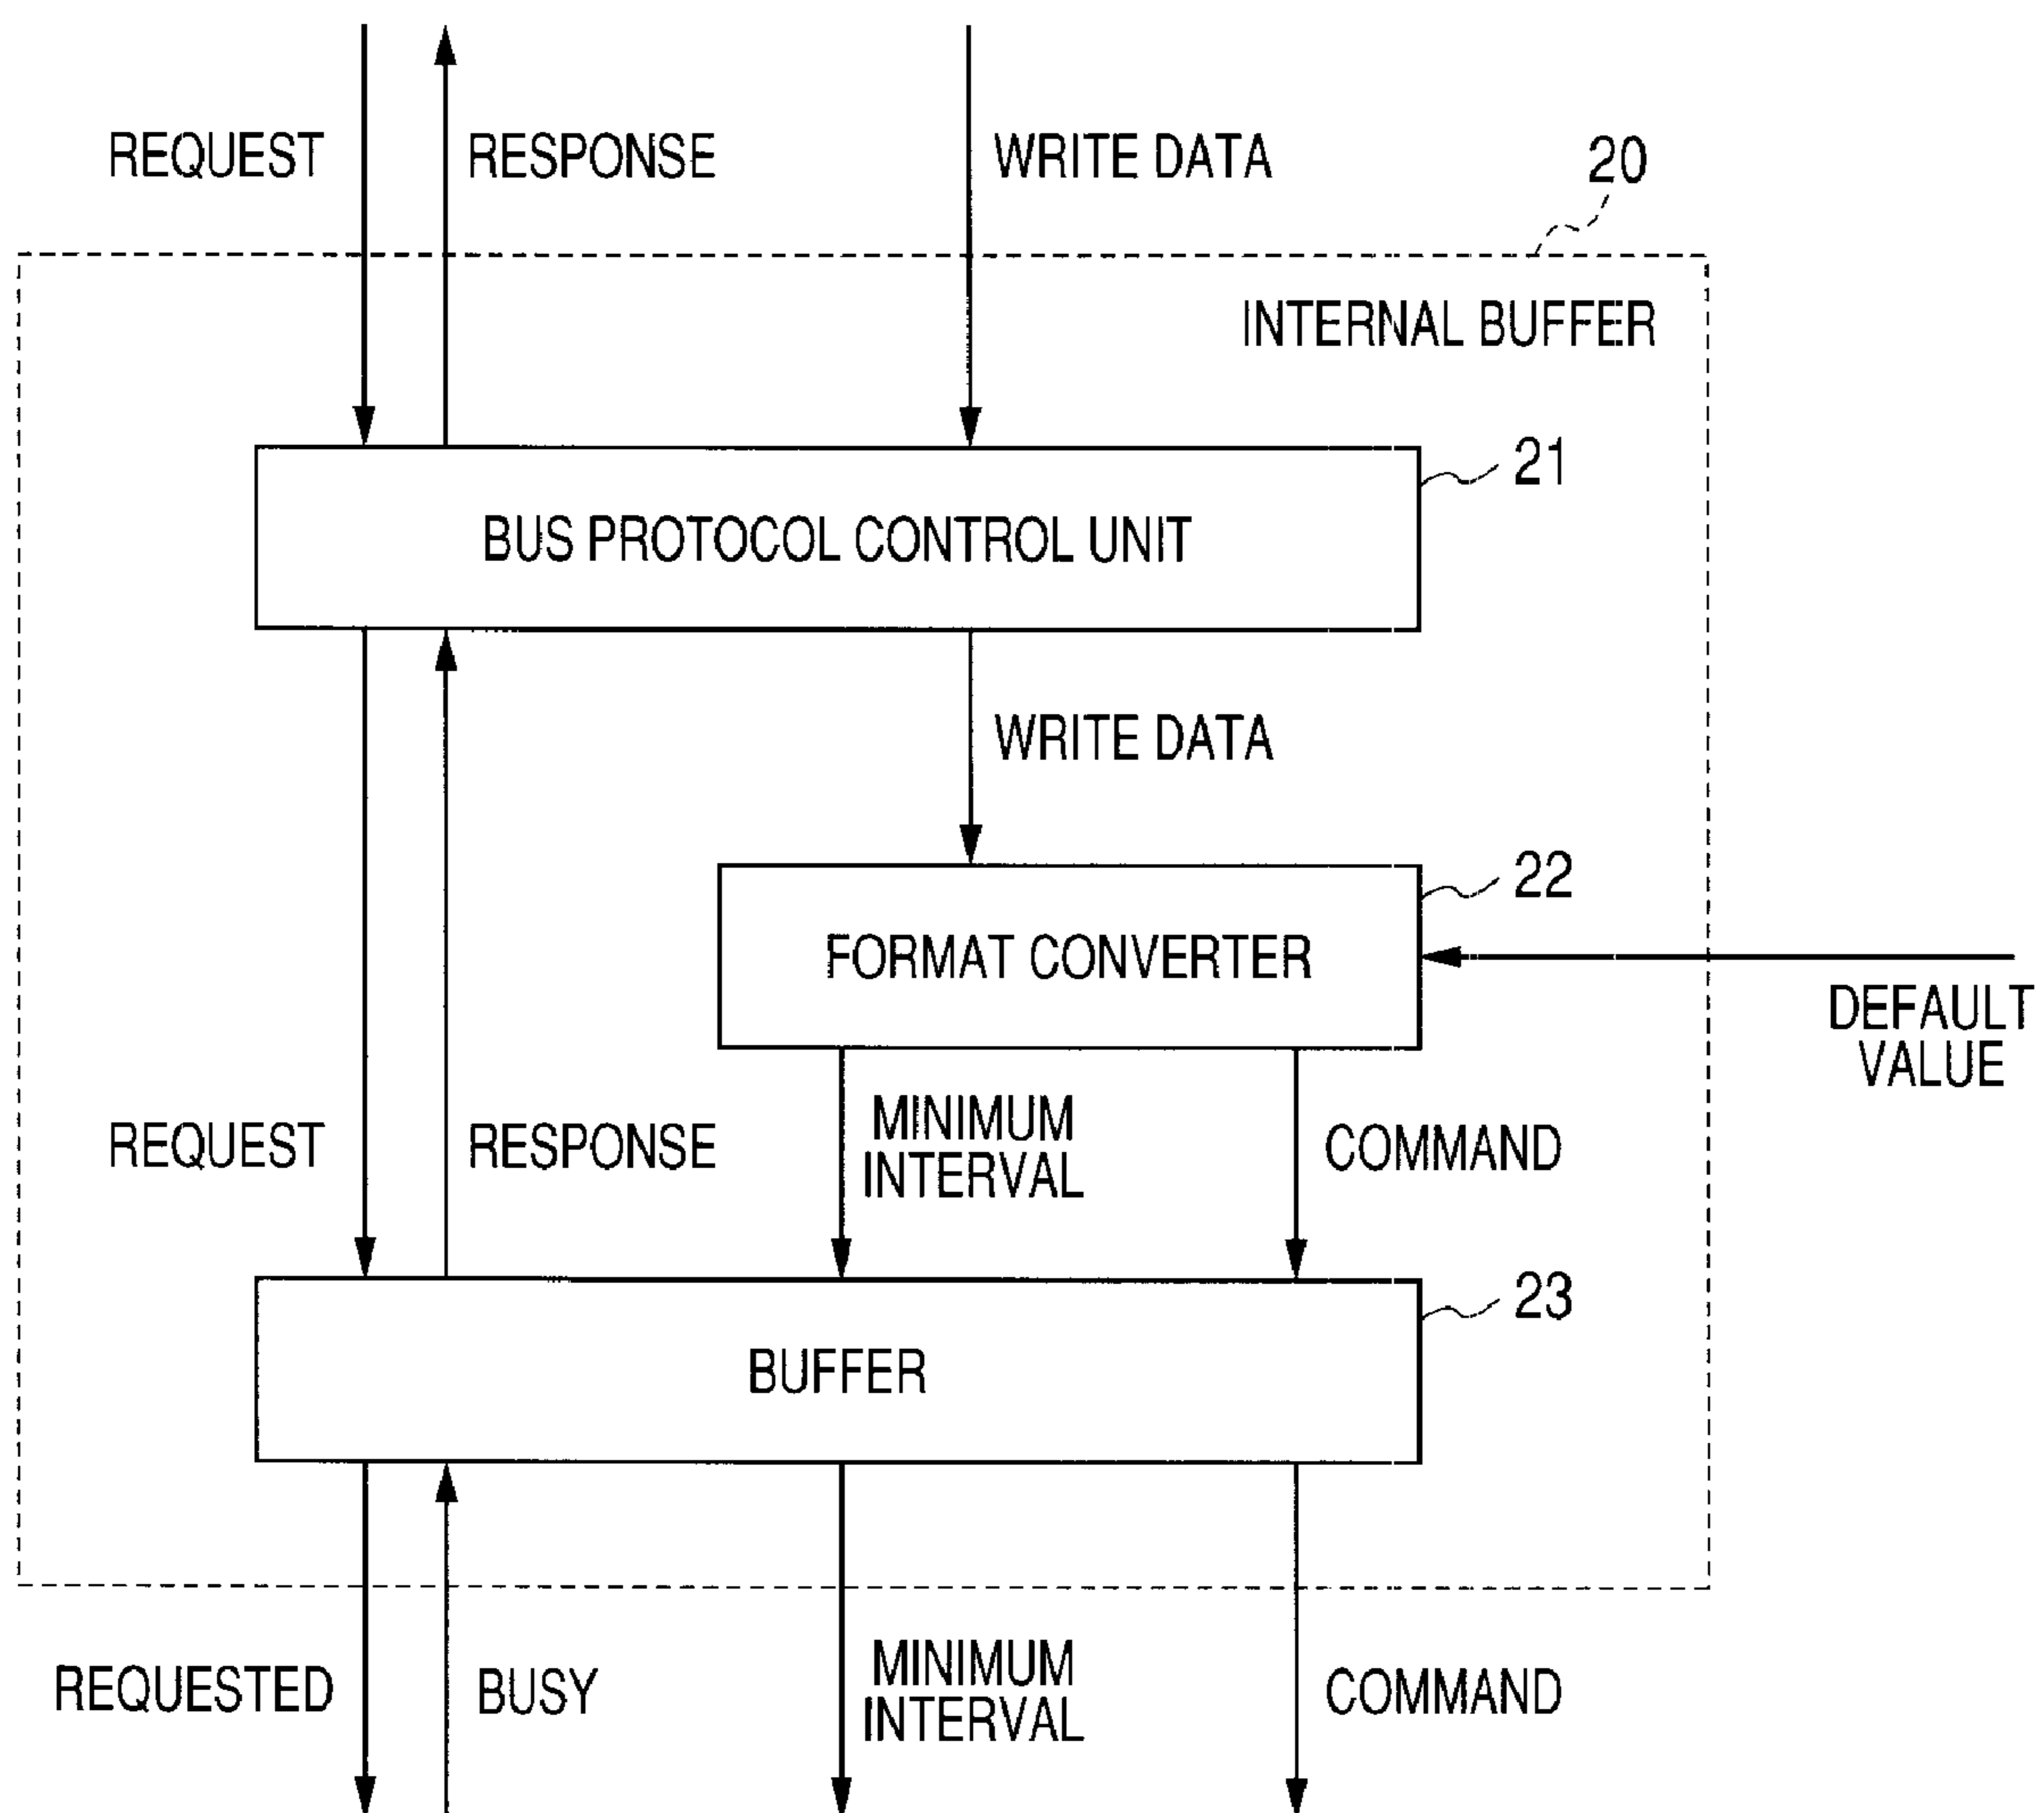 REQUEST
RESPONSE
WRITE DATA
20
INTERNAL BUFFER
21
BUS PROTOCOL CONTROL UNIT
WRITE DATA
22
FORMAT CONVERTER
DEFAULT
VALUE
REQUEST
RESPONSE
MINIMUM
INTERVAL
COMMAND
23
BUFFER
REQUESTED
BUSY
MINIMUM
INTERVAL
COMMAND